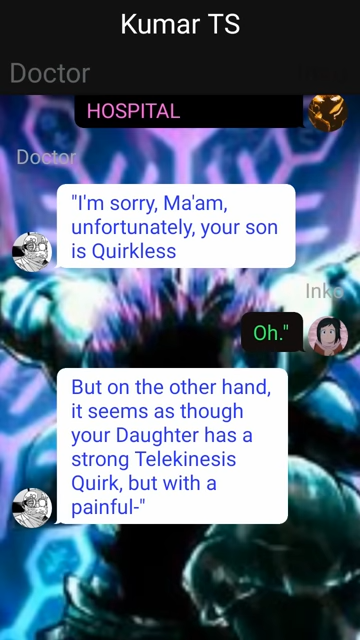 Kumar TS
Doctor
HOSPITAL
Doctor
"I'm sorry, Ma'am,
unfortunately, your son
is Quirkless
Inko
Oh."
But on the other hand,
it seems as though
your Daughter has a
strong Telekinesis
Quirk, but with a
painful-"